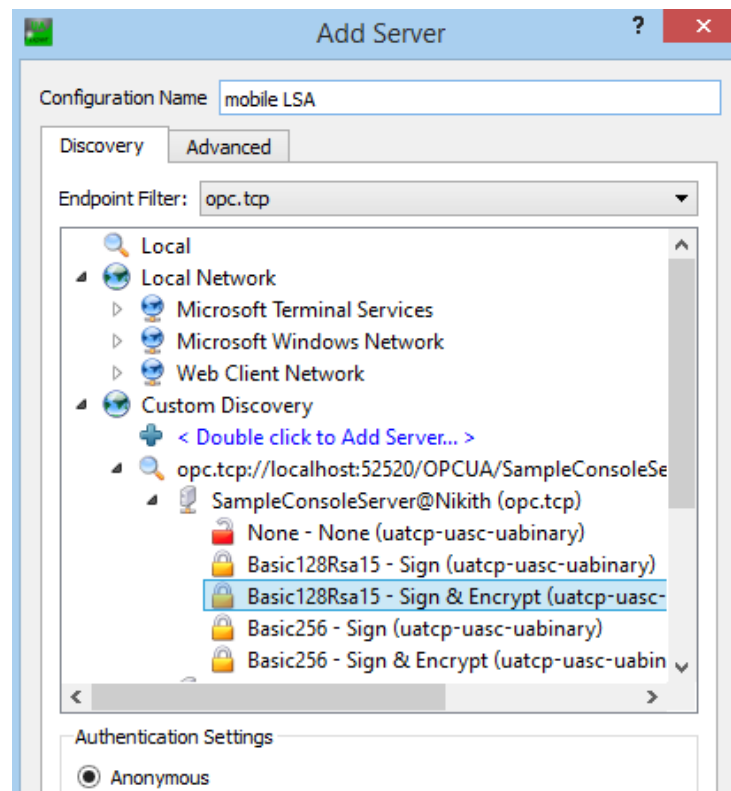 Add Server
?
Configuration Name mobile LSA
Discovery Advanced
Endpoint Filter: opc.tcp
Local
Local Network
Microsoft Terminal Services
Microsoft Windows Network
Web Client Network
Custom Discovery
< Double click to Add Server... >
opc.tcp://localhost:52520/OPCUA/SampleConsoleSe
SampleConsoleServer@Nikith (opc.tcp)
None - None (uatcp-uasc-uabinary)
Basic128Rsa15 - Sign (uatcp-uasc-uabinary)
Basic128Rsa15 - Sign & Encrypt (uatcp-uasc-
Basic256 - Sign (uatcp-uasc-uabinary)
Basic256 - Sign & Encrypt (uatcp-uasc-uabin
Authentication Settings
Anonymous